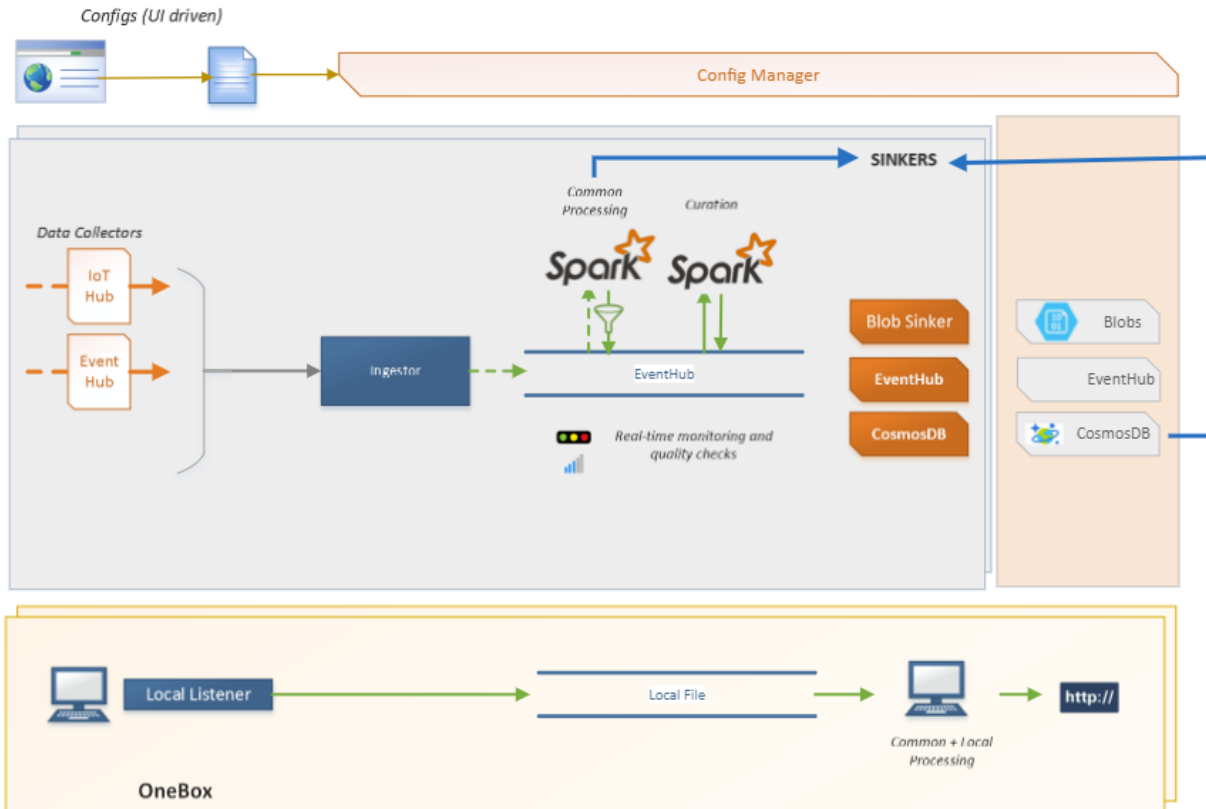 Configs (UI driven)
Config Manager
SINKERS
Common
Processing
Curation
Data Collectors
IoT
Hub
Spark
Spark
Event
Hub
Ingestor
EventHub
Blob Sinker
Blobs
EventHub
EventHub
CosmosDB
CosmosDB
Real-time monitoring and
quality checks
Local Listener
Local File
http://
Common + Local
Processing
OneBox